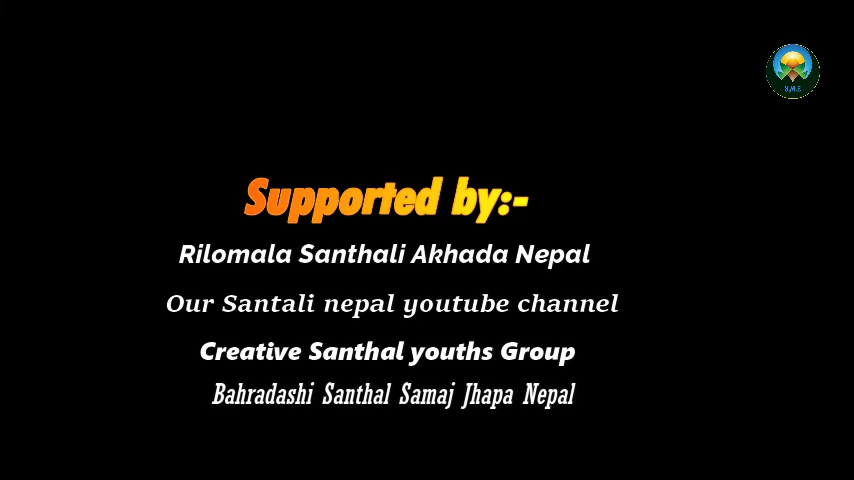 Supported by:-
Rilomala Santhali Akhada Nepal
Our Santali nepal youtube channel
Creative Santhal youths Group
Bahradashi Santhal Samaj Jhapa Nepal